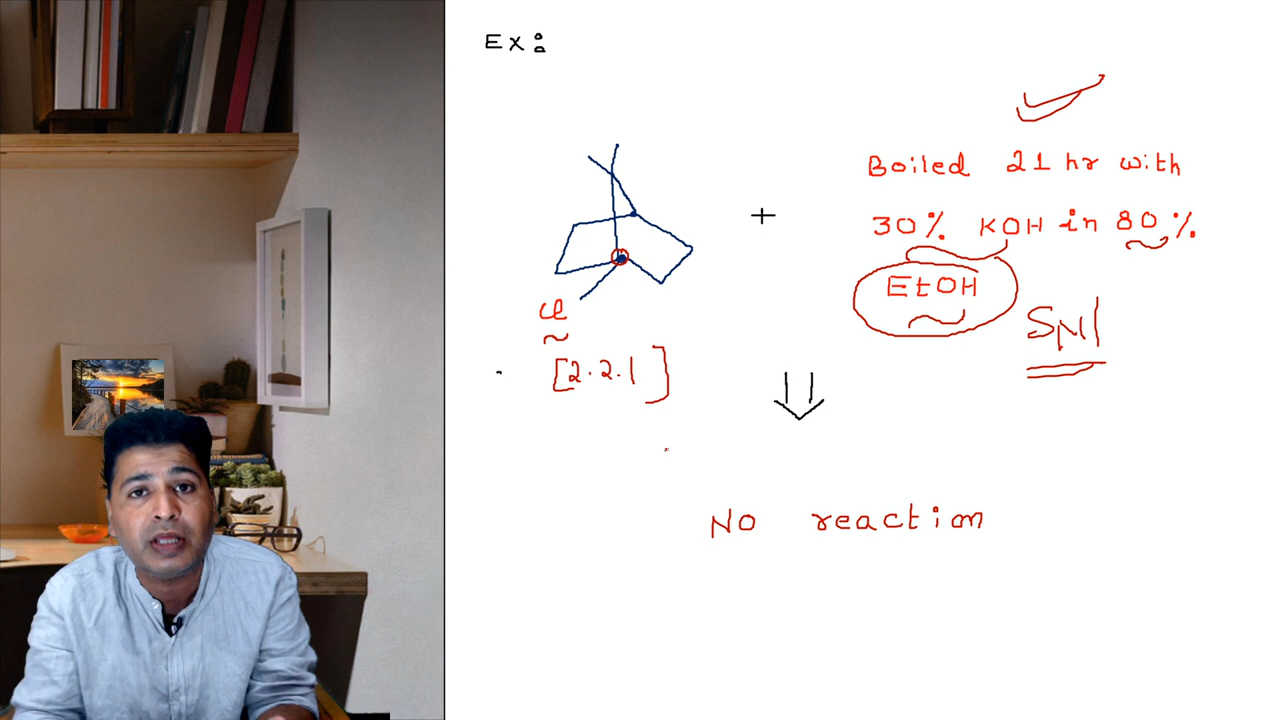 Ex:
Boiled 21 hr with
30% KOH in 80%
EtOH
SN1
Cl
[2.2.1]
No reaction